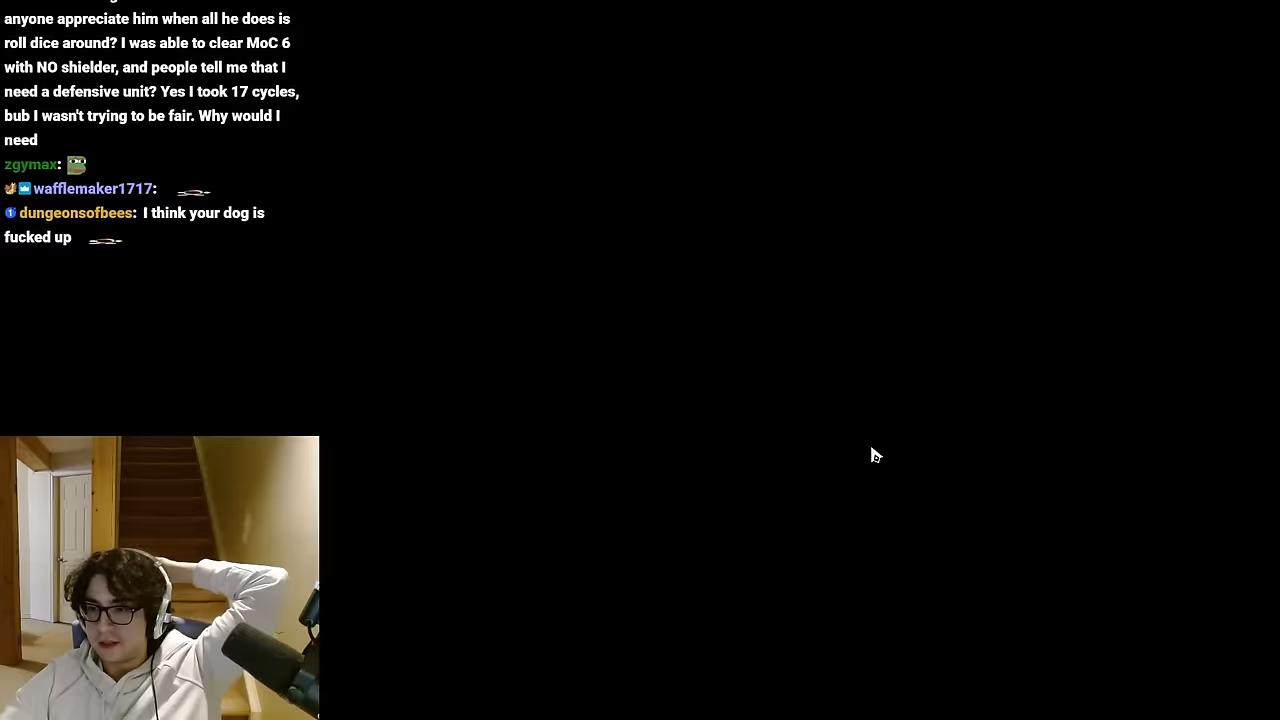 anyone appreciate him when all he does is
roll dice around? I was able to clear MoC 6
with NO shielder, and people tell me that I
need a defensive unit? Yes I took 17 cycles,
bub I wasn't trying to be fair. Why would I
need
zgymax:
wafflemaker1717:
dungeonsofbees: I think your dog is
fucked up